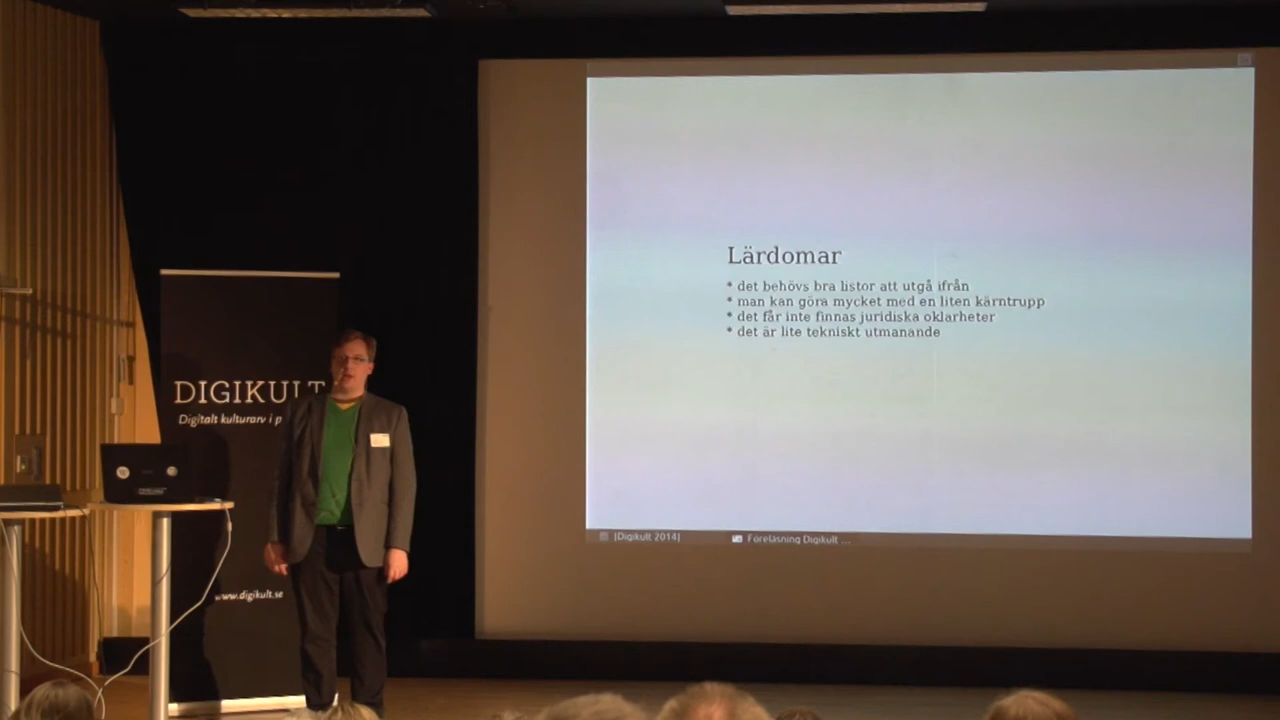 DIGIKULT
Digitalt kulturarv i p
www.digikult.se
Lärdomar
* det behövs bra listor att utgå ifrån
* man kan göra mycket med en liten kärntrupp
* det får inte finnas juridiska oklarheter
* det är lite tekniskt utmanande
[Digikult 2014]
Föreläsning Digikult ...